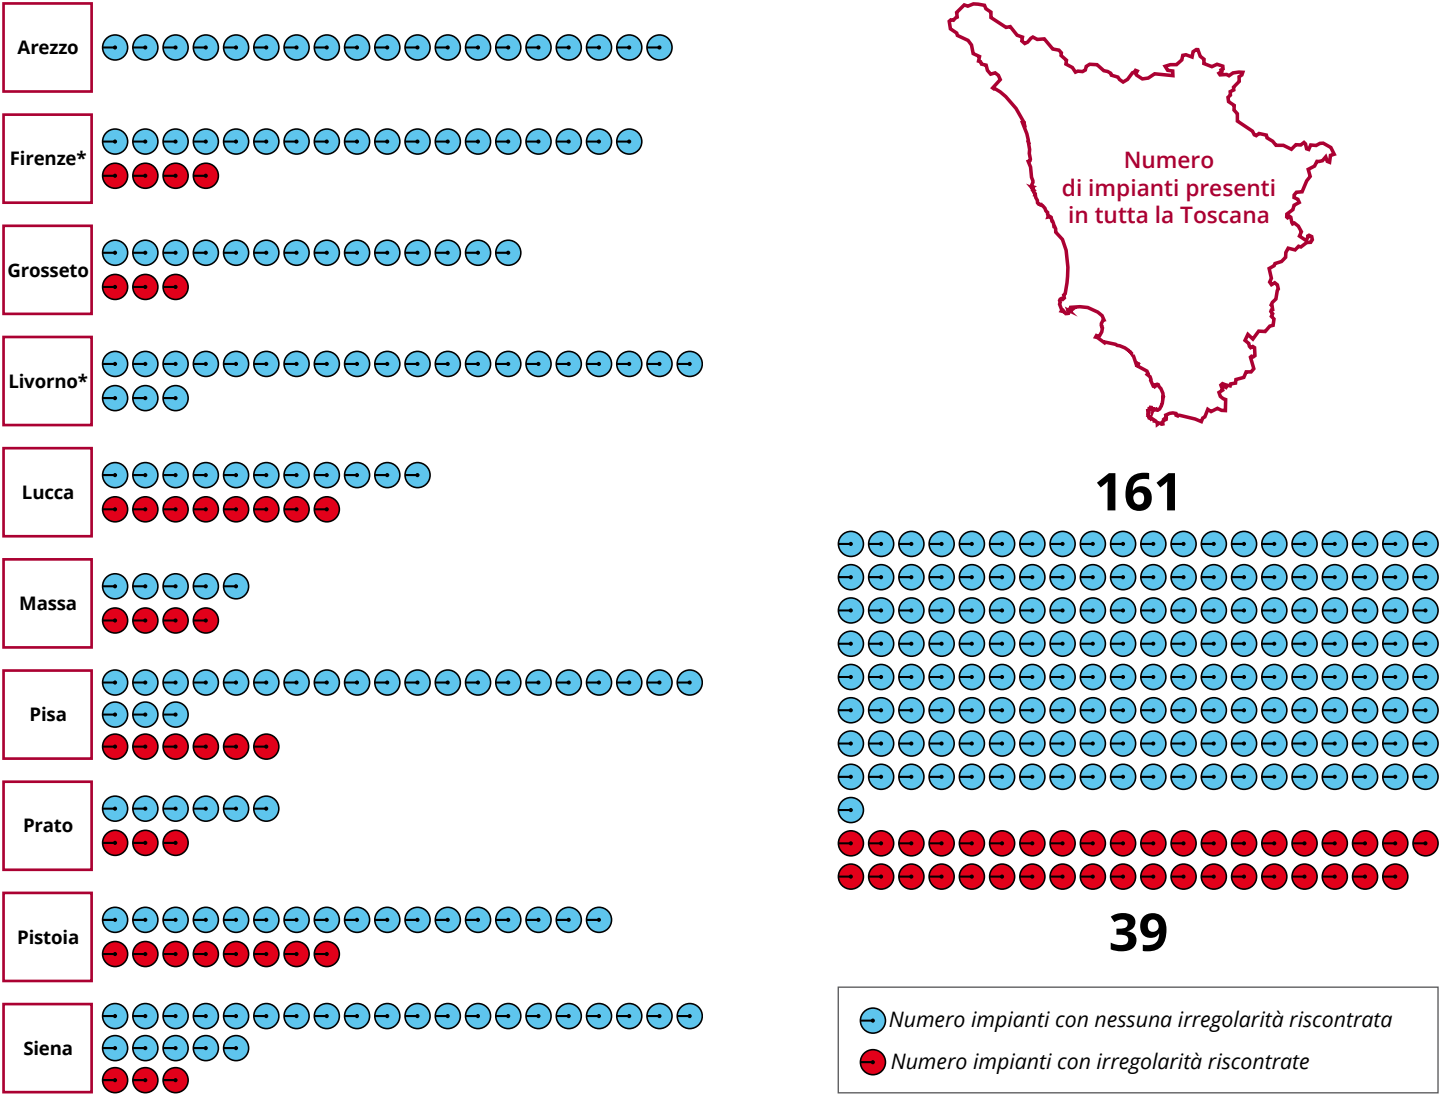 Arezzo
Firenze*
Grosseto
Livorno*
Lucca
Massa
Pisa
Prato
Pistoia
Siena
Numero
di impianti presenti
in tutta la Toscana
161
39
Numero impianti con nessuna irregolarità riscontrata
Numero impianti con irregolarità riscontrate